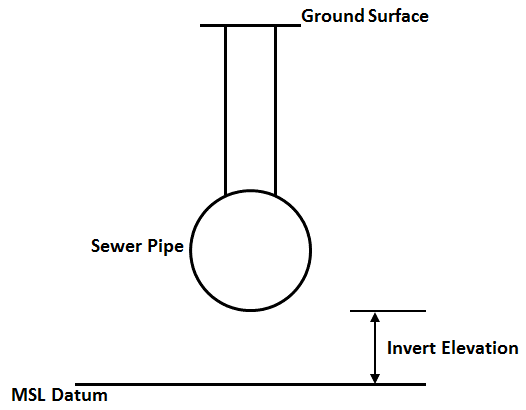 Ground Surface
Sewer Pipe
Invert Elevation
MSL Datum